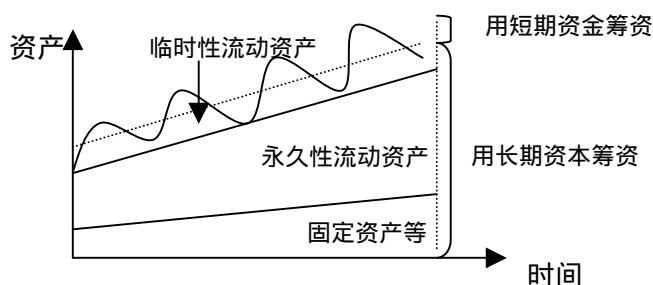 用短期资金筹资
资产
临时性流动资产
永久性流动资产
用长期资本筹资
固定资产等
时间